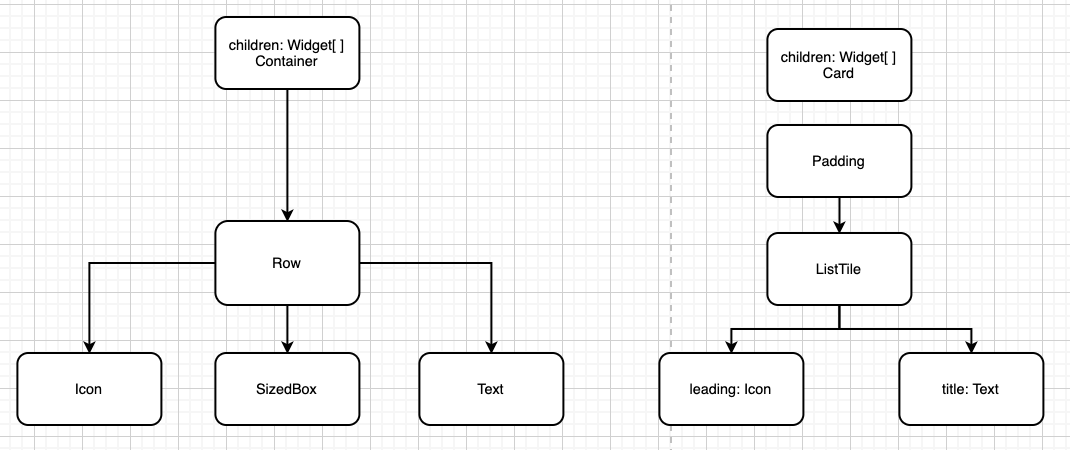 children: Widget[ ]
Container
Row
Icon
SizedBox
Text
children: Widget[ ]
Card
Padding
ListTile
leading: Icon
title: Text